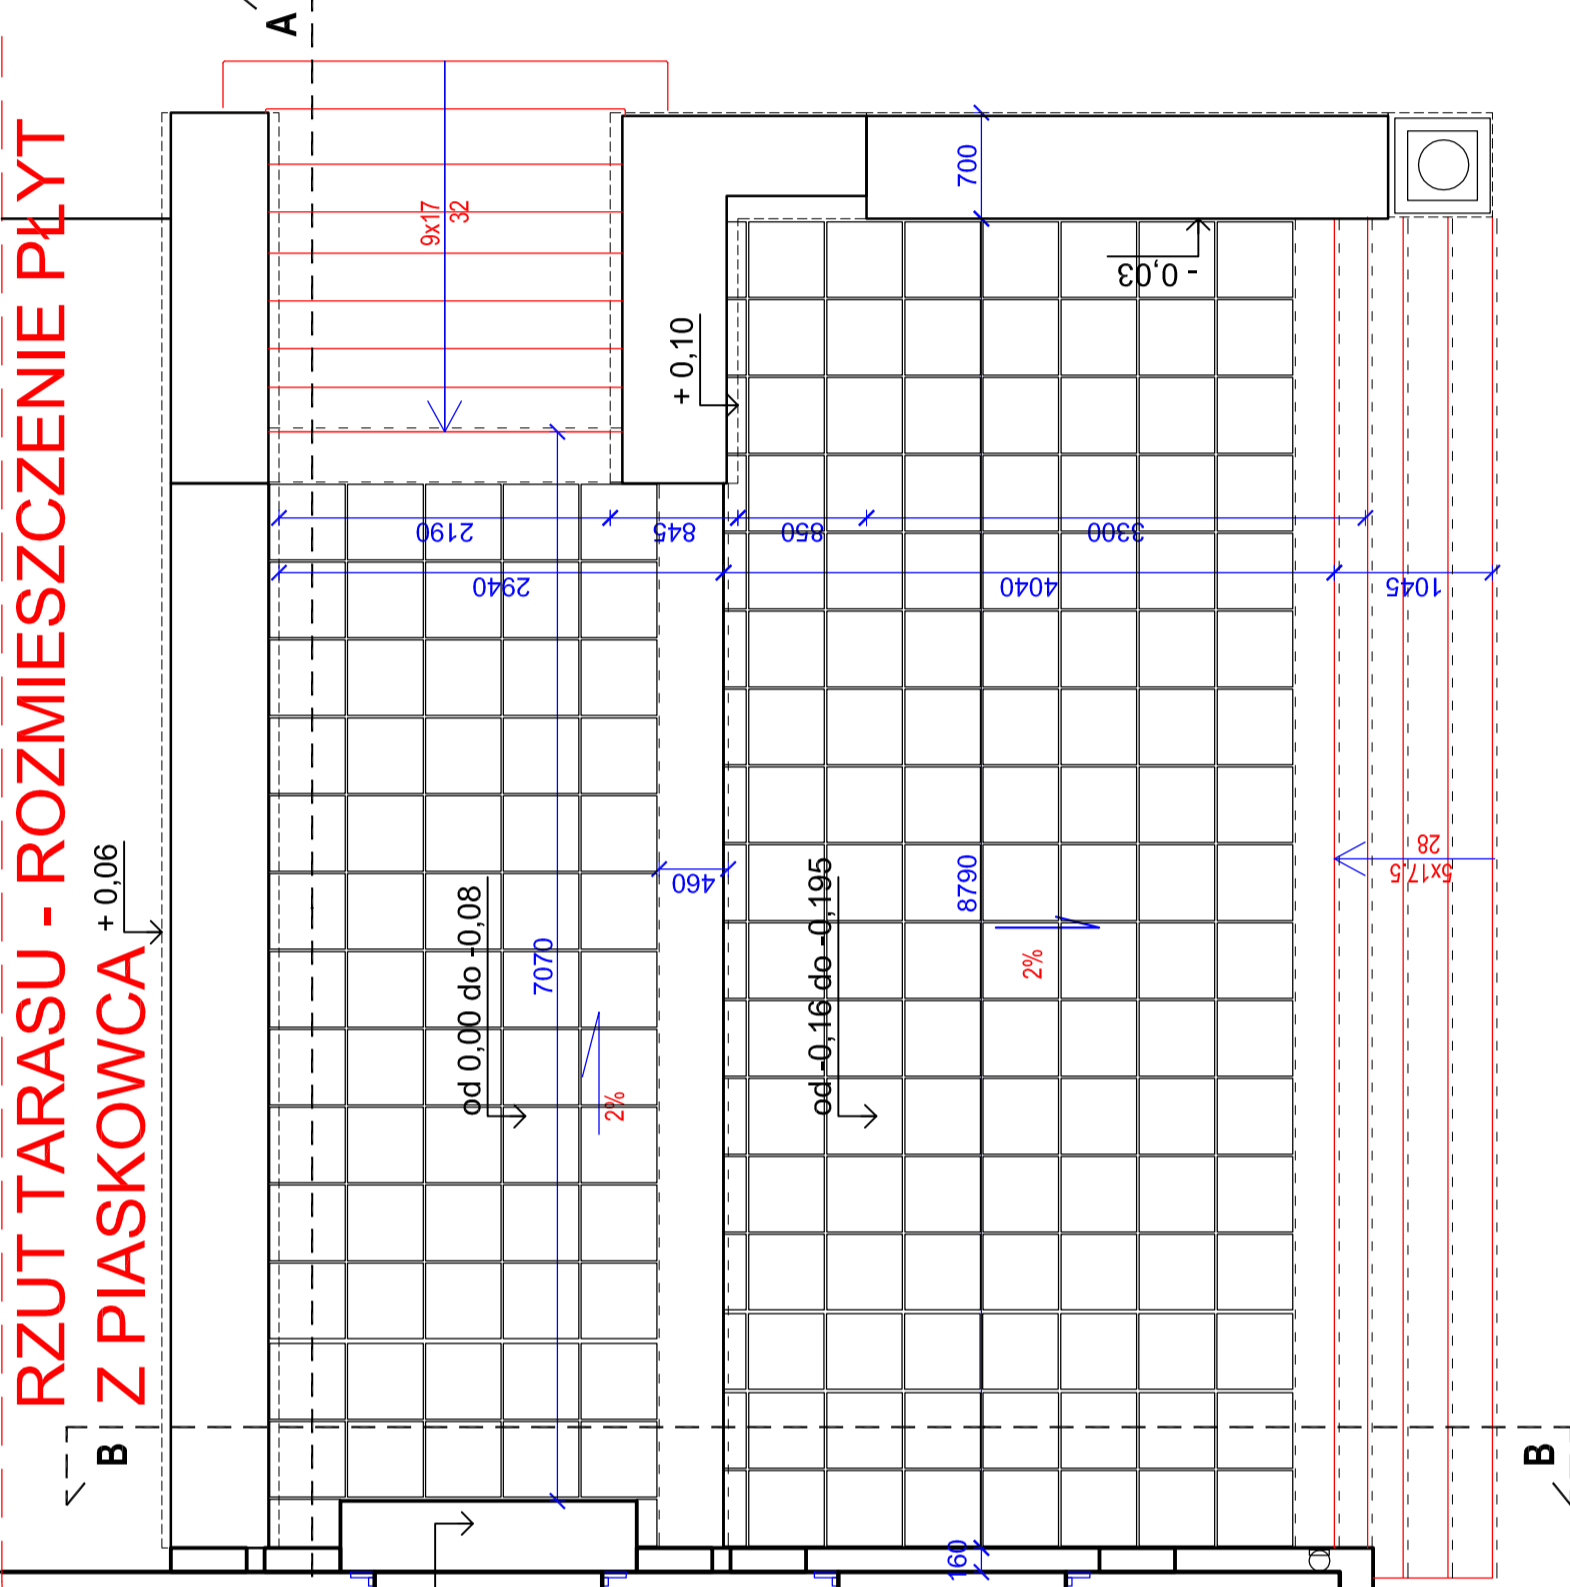 RZUT TARASU - ROZMIESZCZENIE PŁYT
Z PIASKOWCA
A
+ 0,06
9x17
32
700
- 0,03
+ 0,10
2190
845
850
3300
2940
4040
1045
460
od 0,00 do -0,08
7070
2%
od -0,16 do -0,195
8790
2%
5x17.5
28
B
B
160